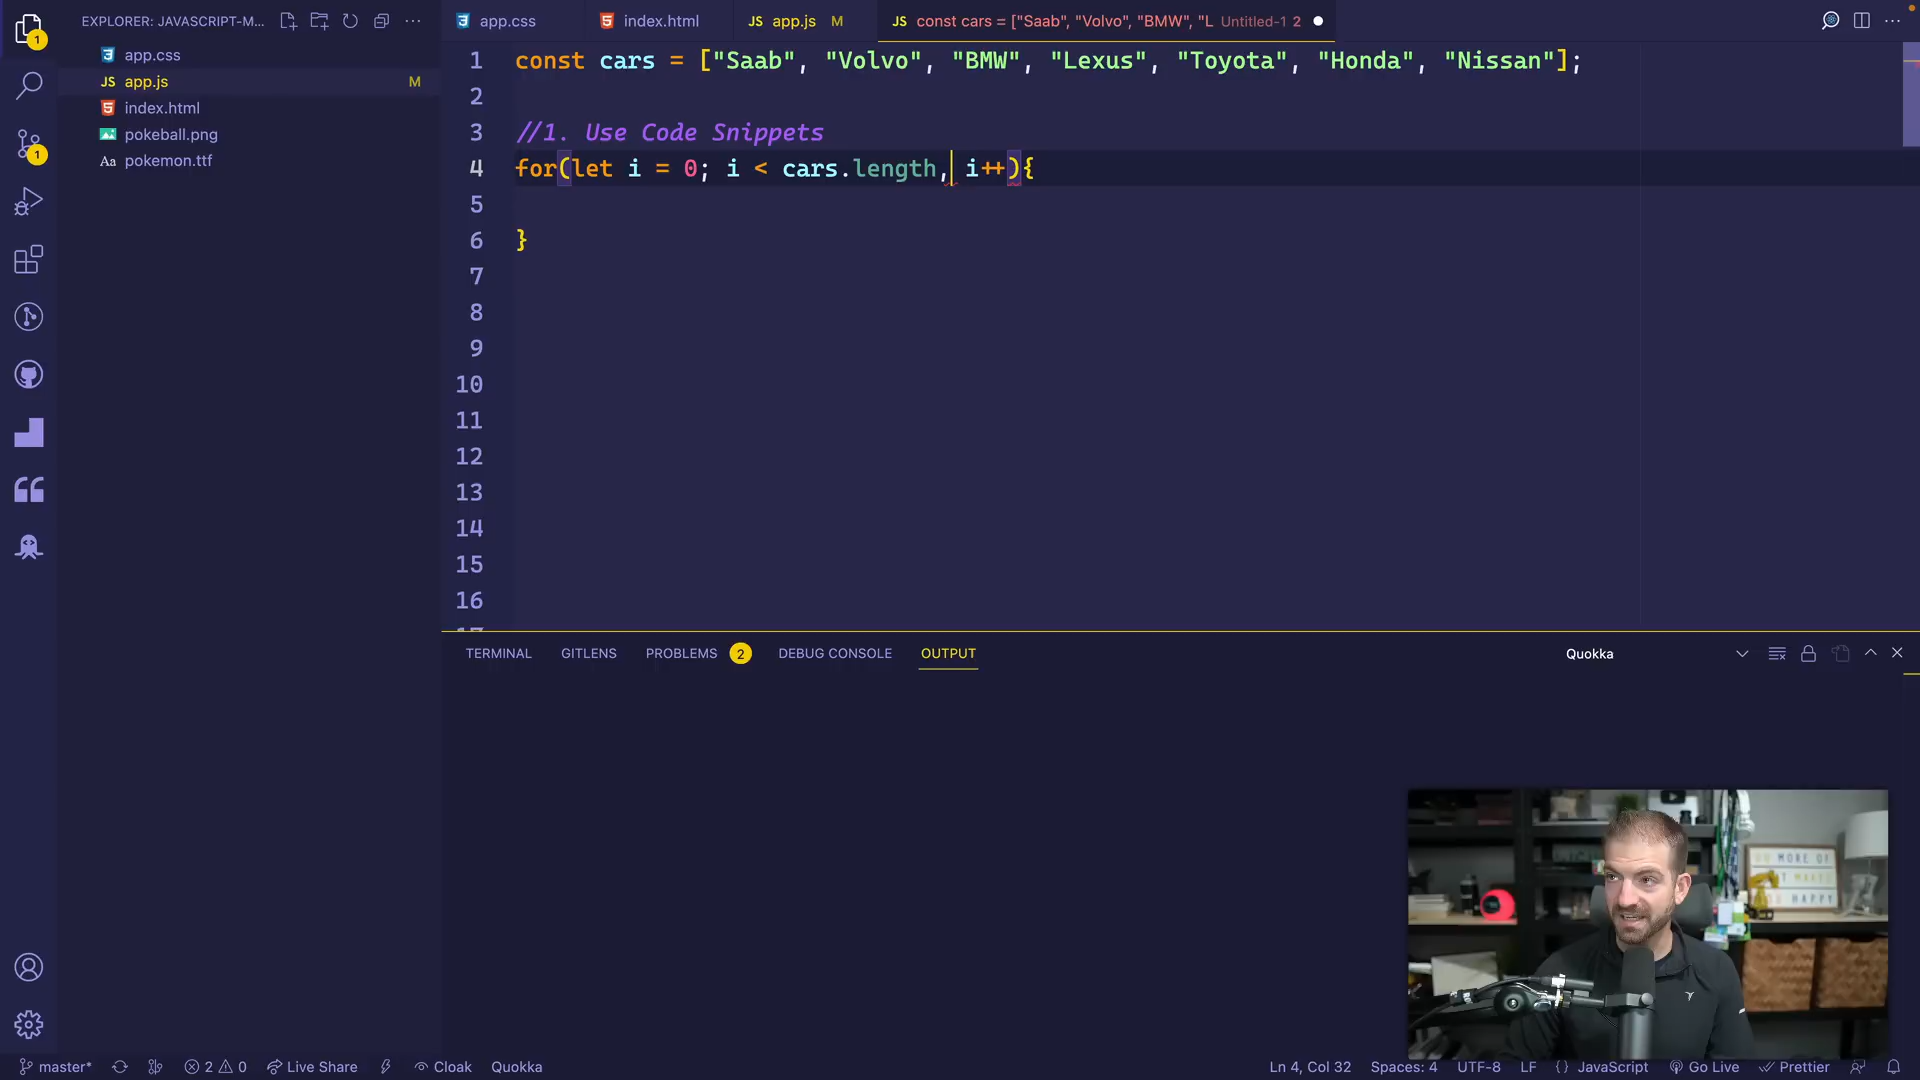 EXPLORER: JAVASCRIPT-M...
app.css
app.js M
index.html
pokeball.png
Aa pokemon.ttf
1
1
app.css
index.html
JS app.js M
JS const cars = ["Saab", "Volvo", "BMW", "L Untitled-1 2
1 const cars = ["Saab", "Volvo", "BMW", "Lexus", "Toyota", "Honda", "Nissan"];
2
3 //1. Use Code Snippets
4 for(let i = 0; i < cars.length, i++){
5
6 }
7
8
9
10
11
12
13
14
15
16
TERMINAL GITLENS PROBLEMS 2 DEBUG CONSOLE OUTPUT
Quokka
master* 2 0 Live Share Cloak Quokka
Ln 4, Col 32 Spaces: 4 UTF-8 LF {} JavaScript Go Live Prettier